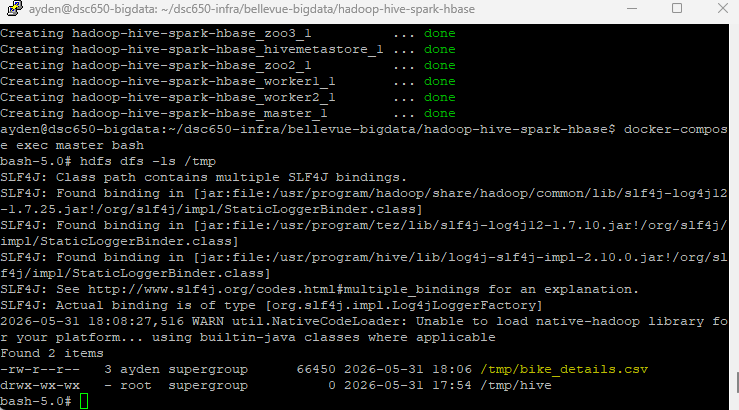 ayden@dsc650-bigdata: ~/dsc650-infra/bellevue-bigdata/hadoop-hive-spark-hbase
Creating hadoop-hive-spark-hbase_zoo3_1          ... done
Creating hadoop-hive-spark-hbase_hivemetastore_1 ... done
Creating hadoop-hive-spark-hbase_zoo2_1          ... done
Creating hadoop-hive-spark-hbase_worker1_1       ... done
Creating hadoop-hive-spark-hbase_worker2_1       ... done
Creating hadoop-hive-spark-hbase_master_1        ... done
ayden@dsc650-bigdata:~/dsc650-infra/bellevue-bigdata/hadoop-hive-spark-hbase$ docker-compos
e exec master bash
bash-5.0# hdfs dfs -ls /tmp
SLF4J: Class path contains multiple SLF4J bindings.
SLF4J: Found binding in [jar:file:/usr/program/hadoop/share/hadoop/common/lib/slf4j-log4j12
-1.7.25.jar!/org/slf4j/impl/StaticLoggerBinder.class]
SLF4J: Found binding in [jar:file:/usr/program/tez/lib/slf4j-log4j12-1.7.10.jar!/org/slf4j/
impl/StaticLoggerBinder.class]
SLF4J: Found binding in [jar:file:/usr/program/hive/lib/log4j-slf4j-impl-2.10.0.jar!/org/sl
f4j/impl/StaticLoggerBinder.class]
SLF4J: See http://www.slf4j.org/codes.html#multiple_bindings for an explanation.
SLF4J: Actual binding is of type [org.slf4j.impl.Log4jLoggerFactory]
2026-05-31 18:08:27,516 WARN util.NativeCodeLoader: Unable to load native-hadoop library fo
r your platform... using builtin-java classes where applicable
Found 2 items
-rw-r--r--   3 ayden supergroup      66450 2026-05-31 18:06 /tmp/bike_details.csv
drwx-wx-wx   - root  supergroup          0 2026-05-31 17:54 /tmp/hive
bash-5.0#